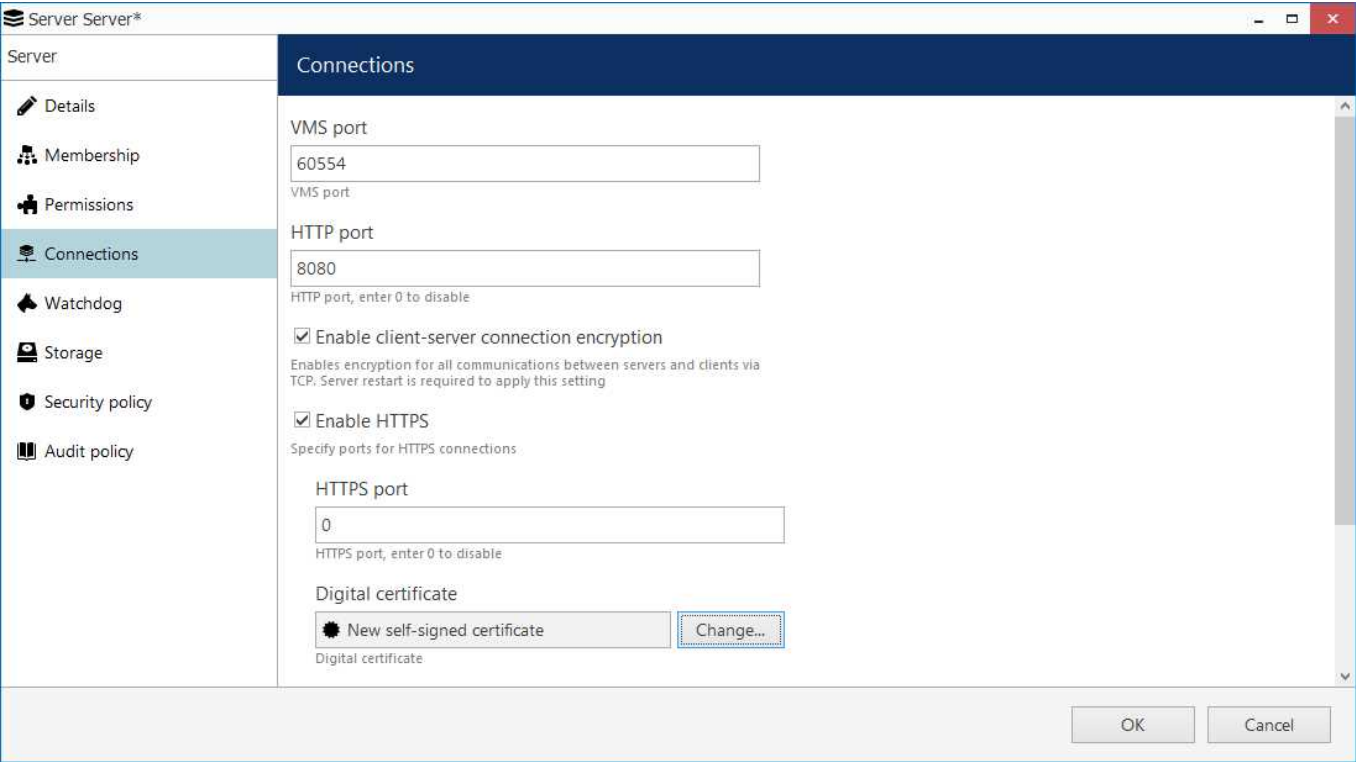 Server Server*
Server
Details
Membership
Permissions
Connections
Watchdog
Storage
Security policy
Audit policy
Connections
VMS port
60554
VMS port
HTTP port
8080
HTTP port, enter 0 to disable
Enable client-server connection encryption
Enables encryption for all communications between servers and clients via
TCP. Server restart is required to apply this setting
Enable HTTPS
Specify ports for HTTPS connections
HTTPS port
0
HTTPS port, enter 0 to disable
Digital certificate
New self-signed certificate
Change...
Digital certificate
OK
Cancel